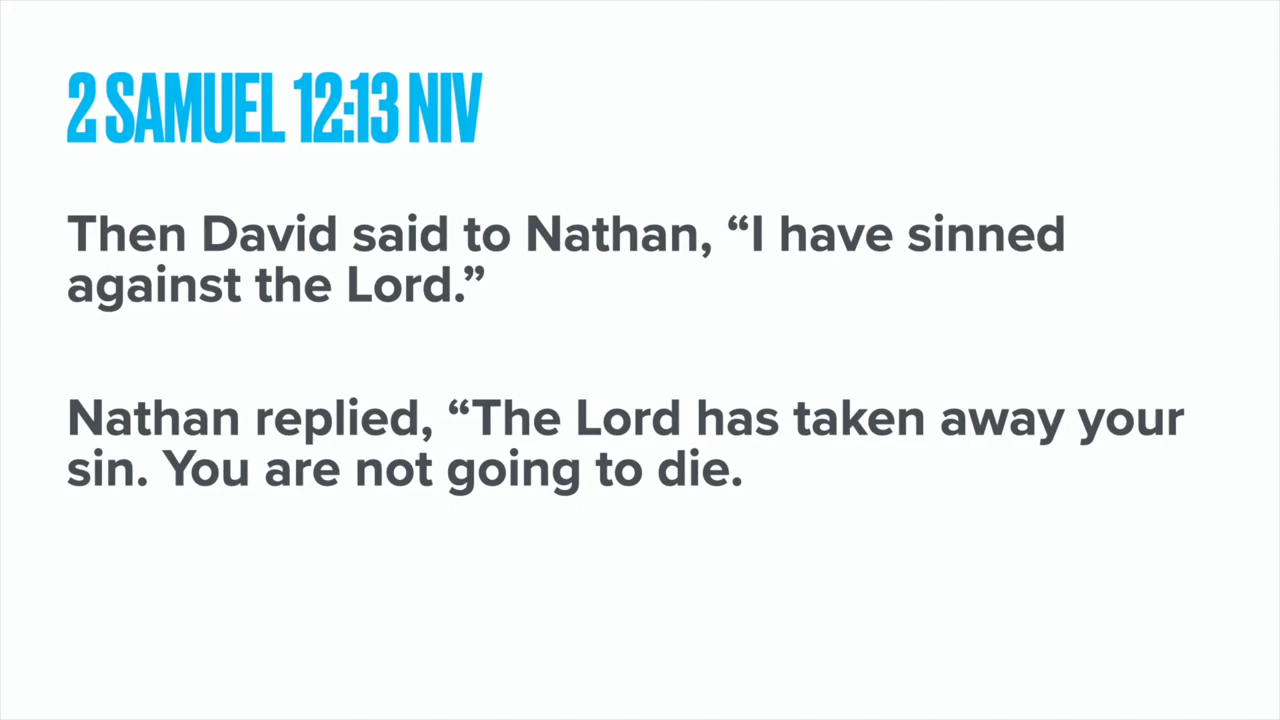 2 SAMUEL 12:13 NIV
Then David said to Nathan, “I have sinned
against the Lord.”
Nathan replied, “The Lord has taken away your
sin. You are not going to die.